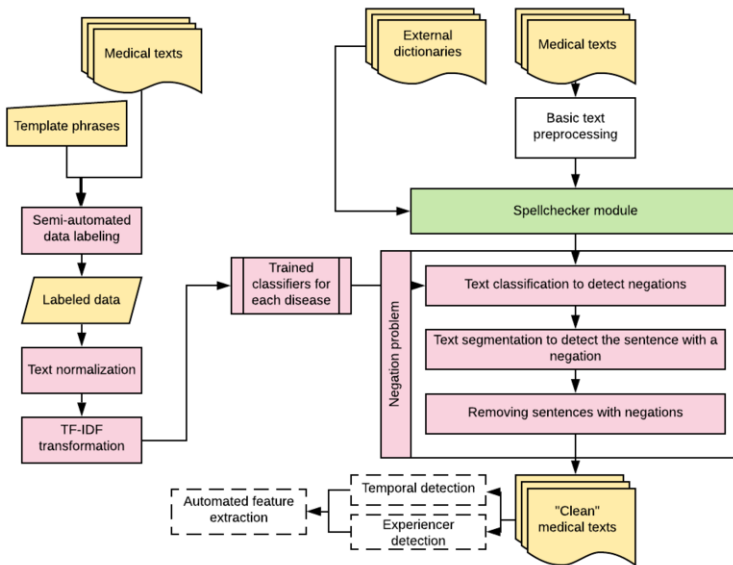 Medical texts
External
dictionaries
Medical texts
Template phrases
Basic text
preprocessing
Semi-automated
data labeling
Spellchecker module
Labeled data
Trained
classifiers for
each disease
Negation problem
Text classification to detect negations
Text segmentation to detect the sentence with a
negation
Removing sentences with negations
Text normalization
TF-IDF
transformation
Automated feature
extraction
Temporal detection
Experiencer
detection
"Clean"
medical texts